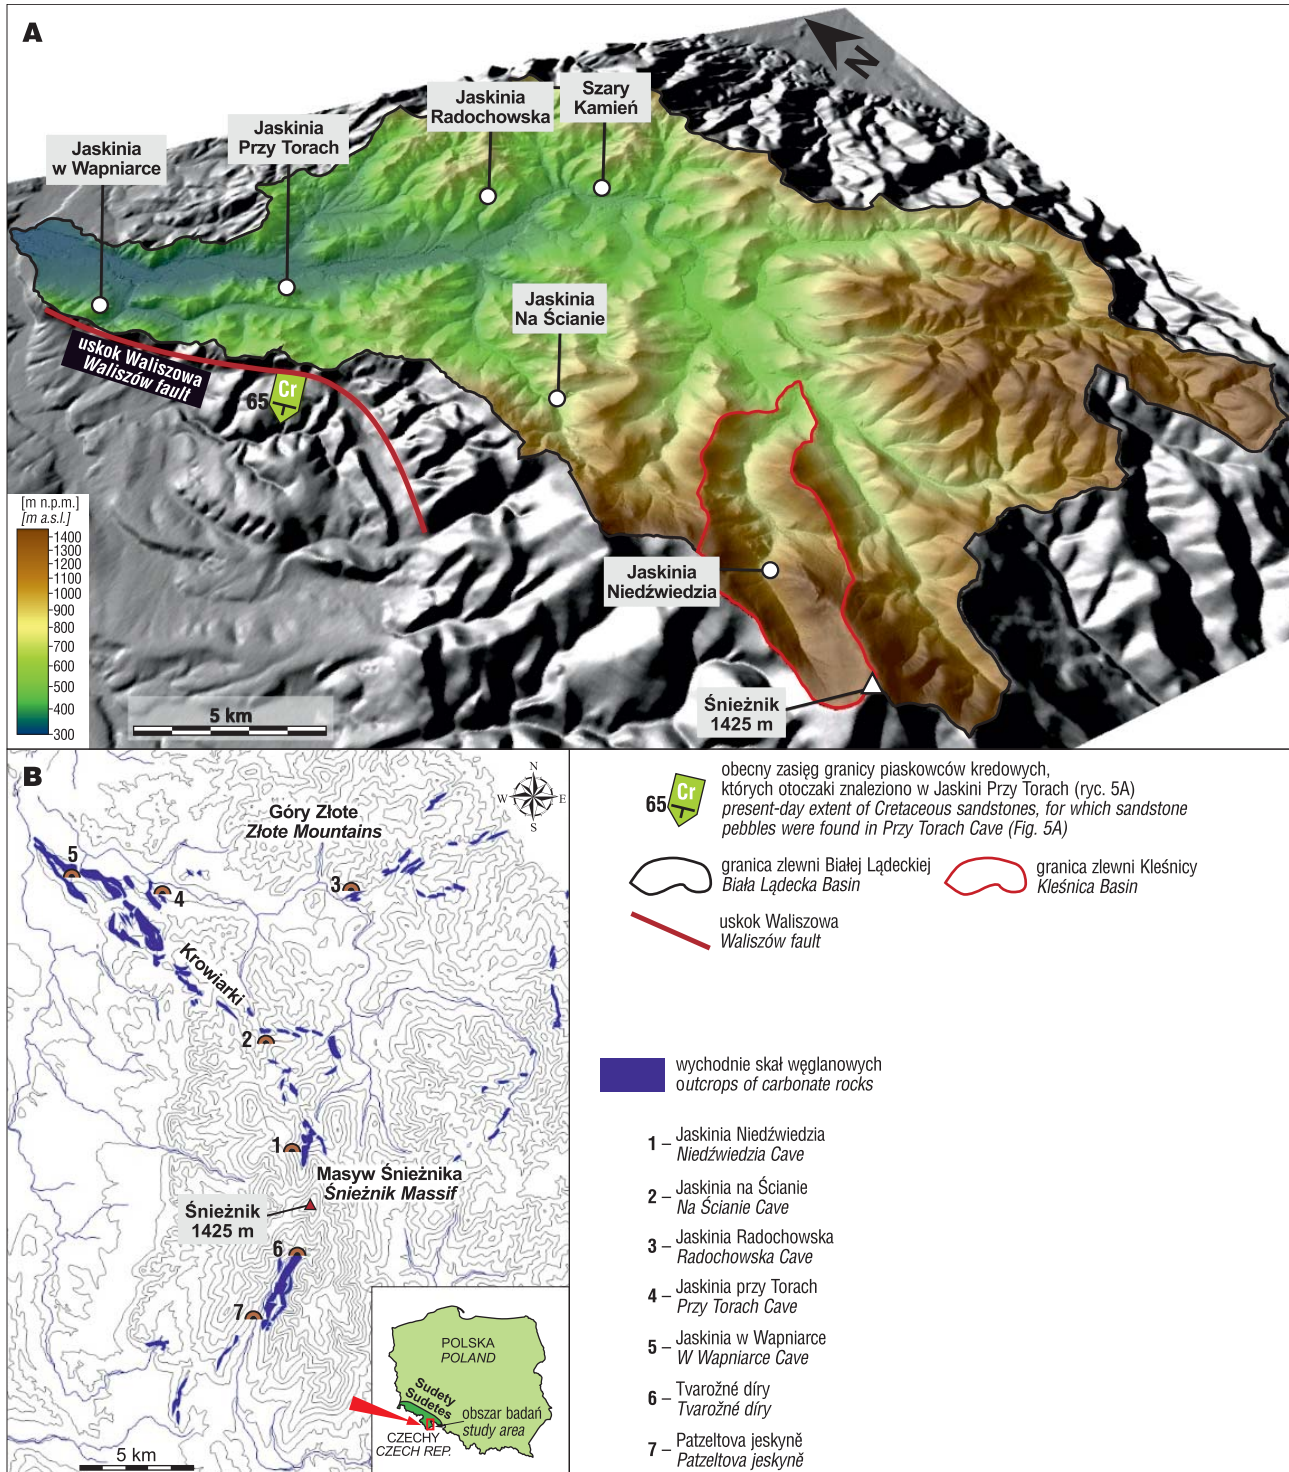 A
N
Jaskinia
w Wapniarce
Jaskinia
Przy Torach
Jaskinia
Radochowska
Szary
Kamień
Jaskinia
Na Ścianie
uskok Waliszowa
Waliszów fault
65
Cr
Jaskinia
Niedźwiedzia
Śnieżnik
1425 m
[m n.p.m.]
[m a.s.l.]
1400
1300
1200
1100
1000
900
800
700
600
500
400
300
5 km
B
N
W
E
S
Góry Złote
Złote Mountains
5
4
3
Krowiarki
2
1
Masyw Śnieżnika
Śnieżnik Massif
Śnieżnik
1425 m
6
7
5 km
POLSKA
POLAND
Sudety
Sudetes
obszar badań
study area
CZECHY
CZECH REP.
65
Cr
obecny zasięg granicy piaskowców kredowych,
których otoczaki znaleziono w Jaskini Przy Torach (ryc. 5A)
present-day extent of Cretaceous sandstones, for which sandstone
pebbles were found in Przy Torach Cave (Fig. 5A)
granica zlewni Białej Lądeckiej
Biała Lądecka Basin
granica zlewni Kleśnicy
Kleśnica Basin
uskok Waliszowa
Waliszów fault
wychodnie skał węglanowych
outcrops of carbonate rocks
1 – Jaskinia Niedźwiedzia
Niedźwiedzia Cave
2 – Jaskinia na Ścianie
Na Ścianie Cave
3 – Jaskinia Radochowska
Radochowska Cave
4 – Jaskinia przy Torach
Przy Torach Cave
5 – Jaskinia w Wapniarce
W Wapniarce Cave
6 – Tvarožné díry
Tvarožné díry
7 – Patzeltova jeskyně
Patzeltova jeskyně